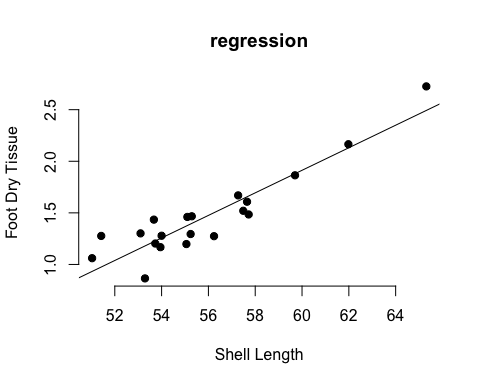 regression
Foot Dry Tissue
2.5
2.0
1.5
1.0
52 54 56 58 60 62 64
Shell Length